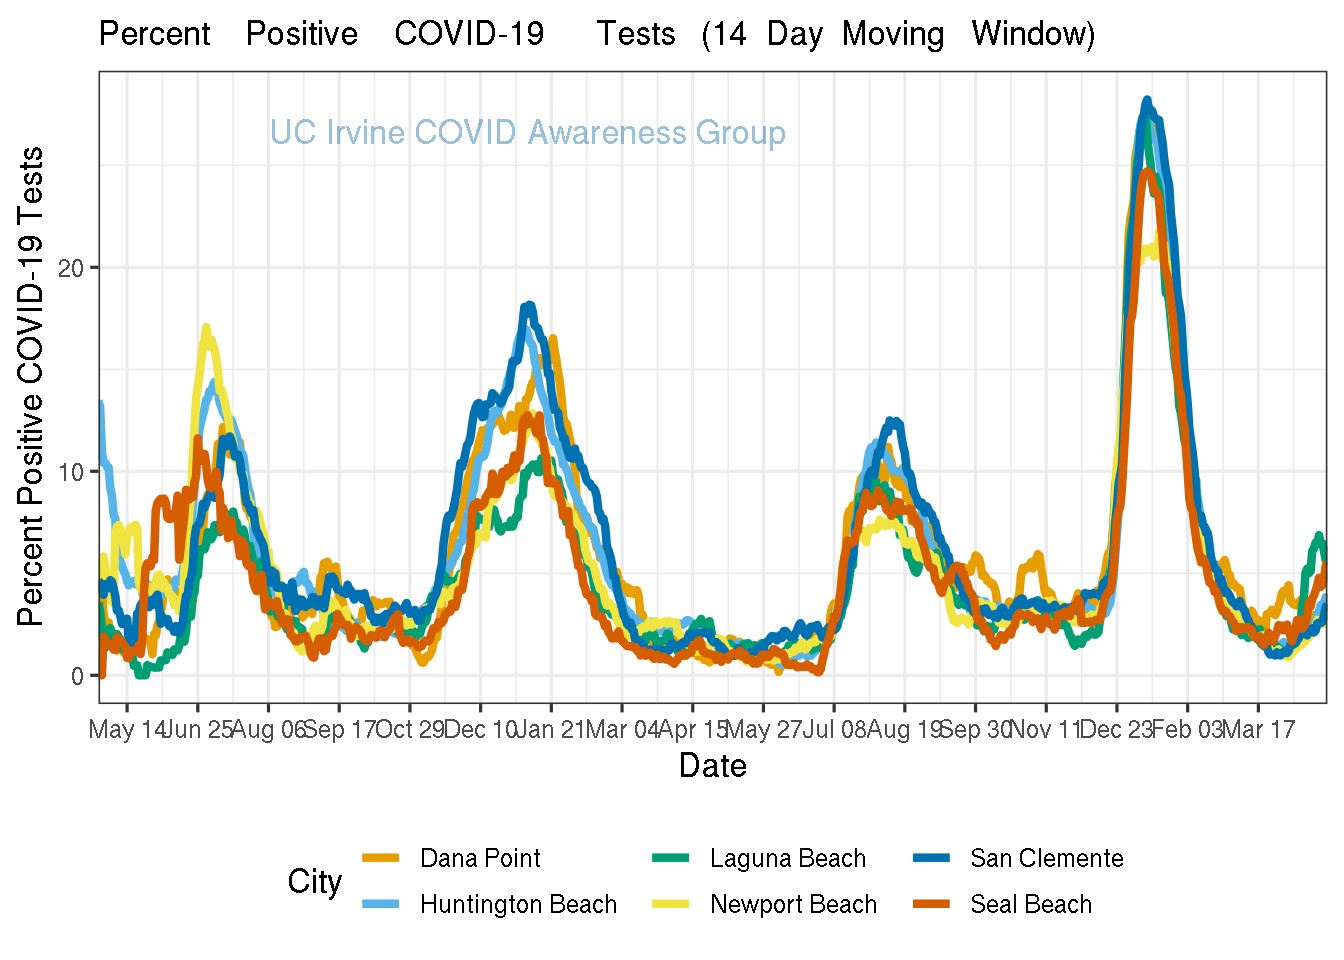 Percent Positive COVID-19 Tests (14 Day Moving Window)
UC Irvine COVID Awareness Group
Percent Positive COVID-19 Tests
20
10
0
May 14 Jun 25 Aug 06 Sep 17 Oct 29 Dec 10 Jan 21 Mar 04 Apr 15 May 27 Jul 08 Aug 19 Sep 30 Nov 11 Dec 23 Feb 03 Mar 17
Date
City
Dana Point Laguna Beach San Clemente
Huntington Beach Newport Beach Seal Beach